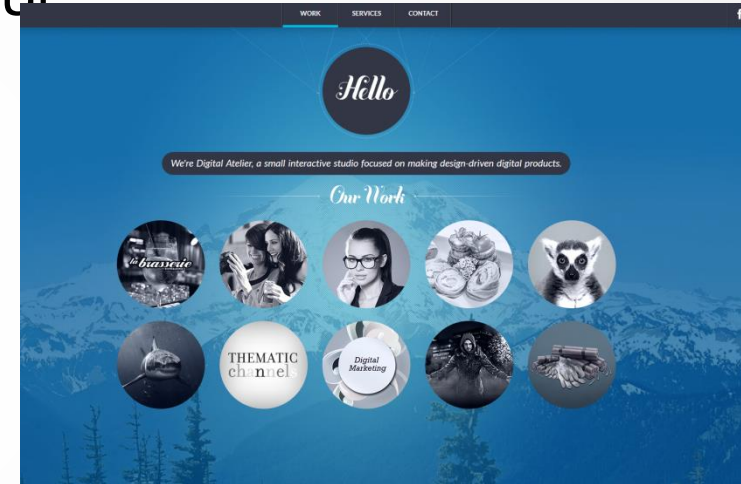 WORK SERVICES CONTACT
Hello
We're Digital Atelier, a small interactive studio focused on making design-driven digital products.
Our Work
la brasserie
THEMATIC
channels
Digital
Marketing